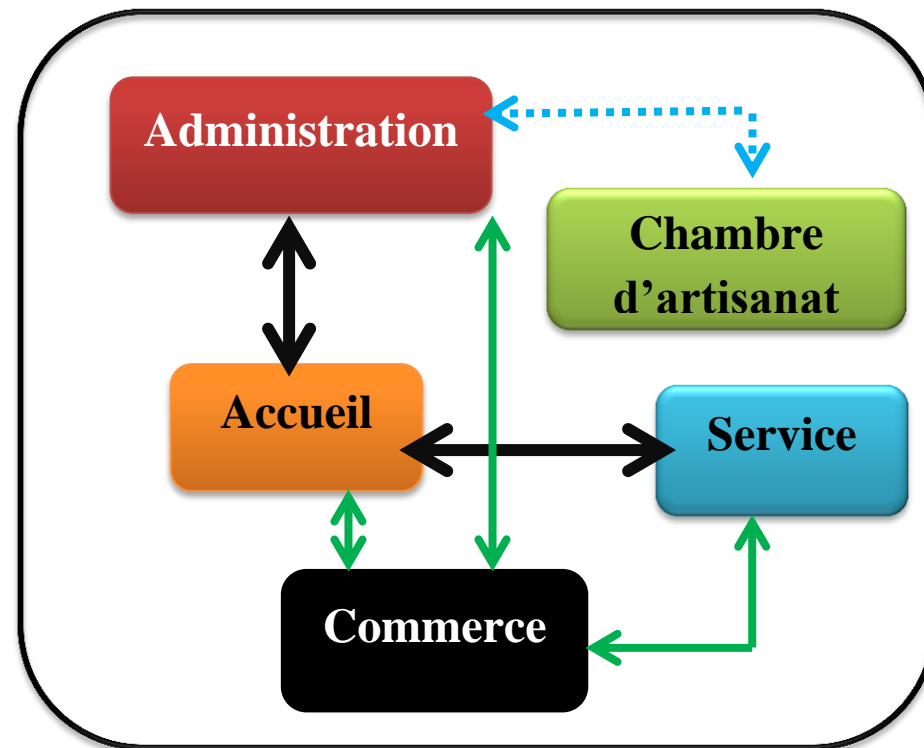 Administration
Chambre
d’artisanat
Accueil
Service
Commerce